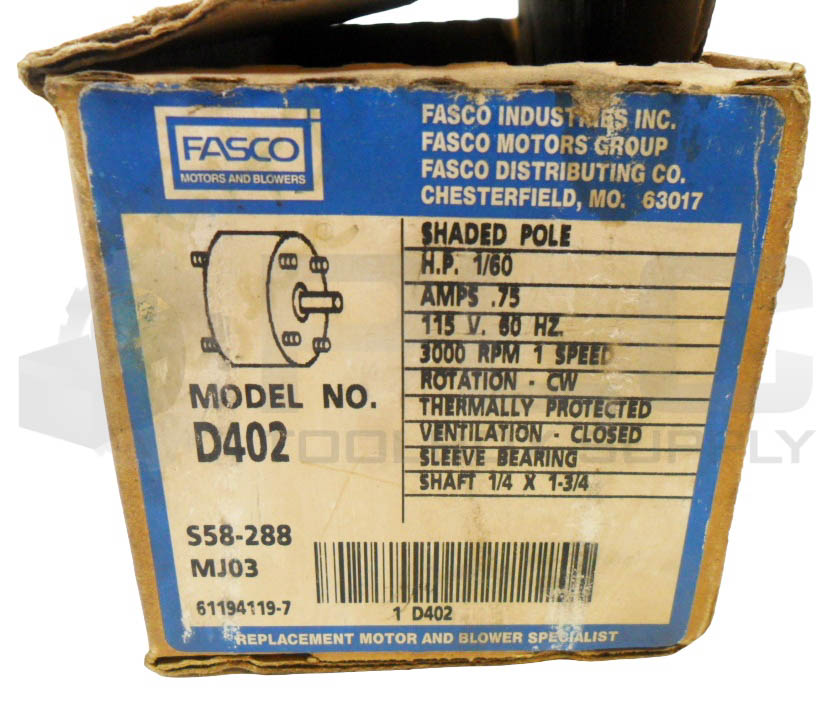 FASCO
MOTORS AND BLOWERS
FASCO INDUSTRIES INC.
FASCO MOTORS GROUP
FASCO DISTRIBUTING CO.
CHESTERFIELD, MO. 63017
MODEL NO.
D402
S58-288
MJ03
61194119-7
SHADED POLE
H.P. 1/60
AMPS .75
115 V. 60 HZ.
3000 RPM 1 SPEED
ROTATION - CW
THERMALLY PROTECTED
VENTILATION - CLOSED
SLEEVE BEARING
SHAFT 1/4 X 1-3/4
1 D402
REPLACEMENT MOTOR AND BLOWER SPECIALIST